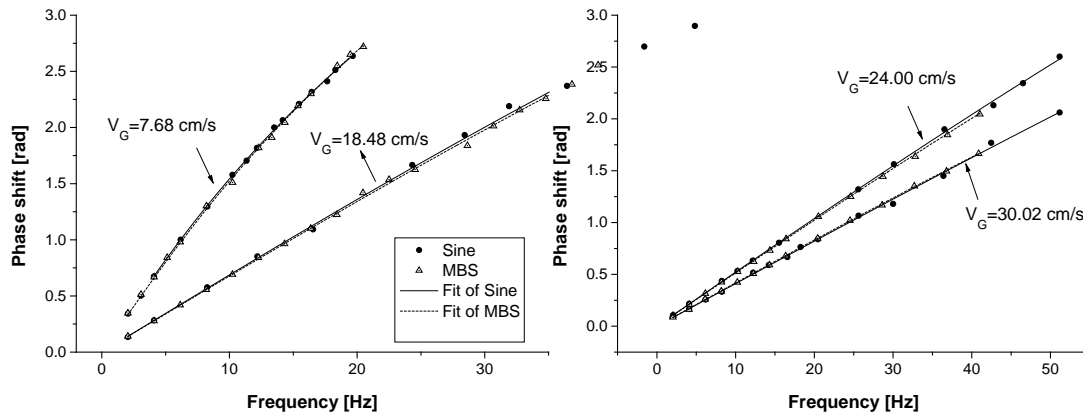 3.0
2.5
2.0
1.5
1.0
0.5
0.0
Phase shift [rad]
V_G=7.68 cm/s
V_G=18.48 cm/s
Sine
MBS
Fit of Sine
Fit of MBS
0 10 20 30
Frequency [Hz]
3.0
2.5
2.0
1.5
1.0
0.5
0.0
Phase shift [rad]
V_G=24.00 cm/s
V_G=30.02 cm/s
0 10 20 30 40 50
Frequency [Hz]